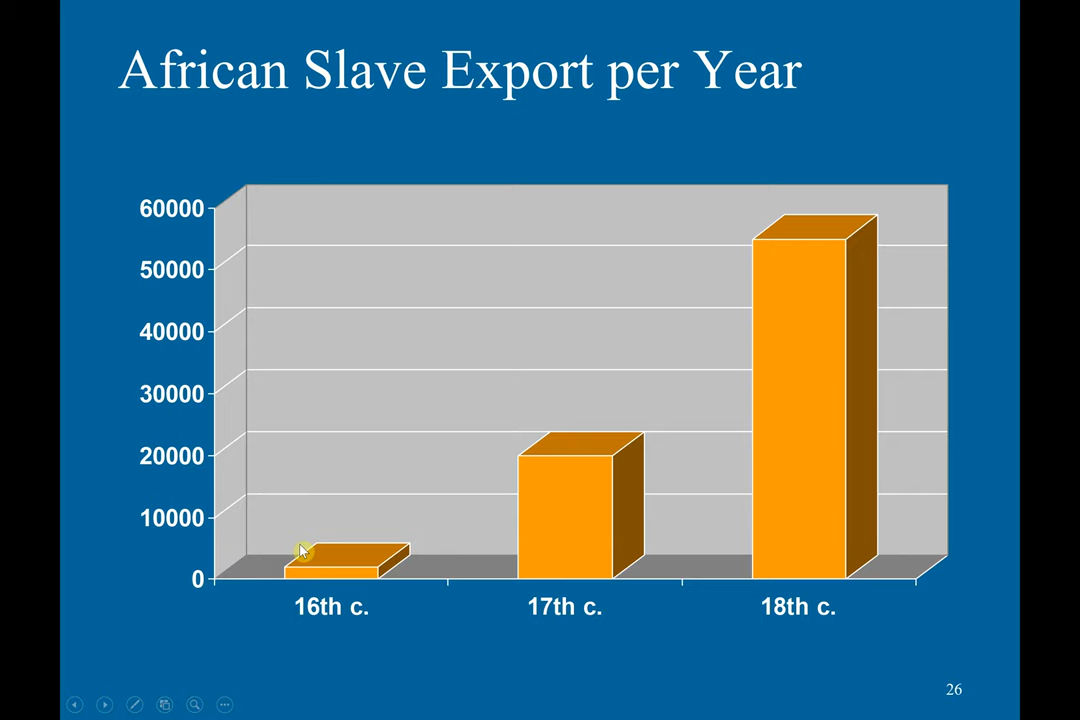 African Slave Export per Year
60000
50000
40000
30000
20000
10000
0
16th c.
17th c.
18th c.
26